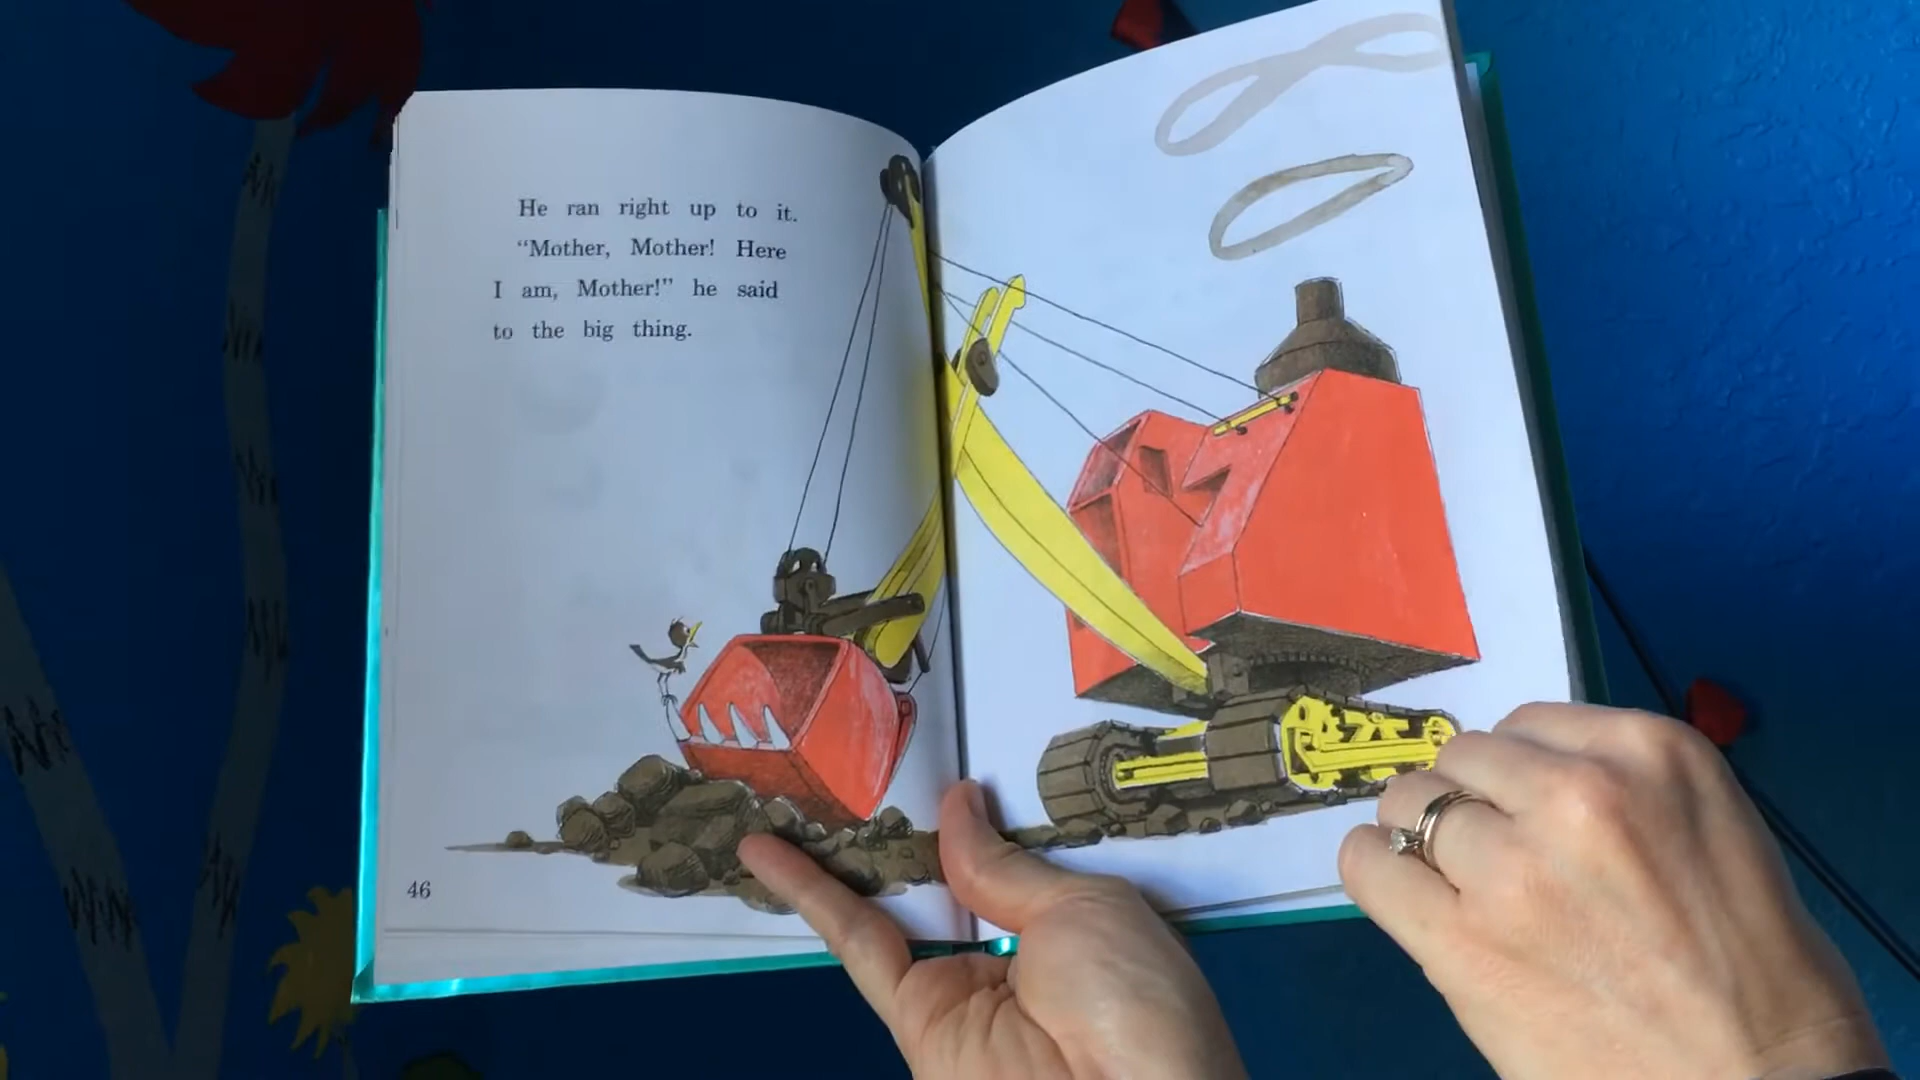 He ran right up to it.
“Mother, Mother! Here
I am, Mother!” he said
to the big thing.
46